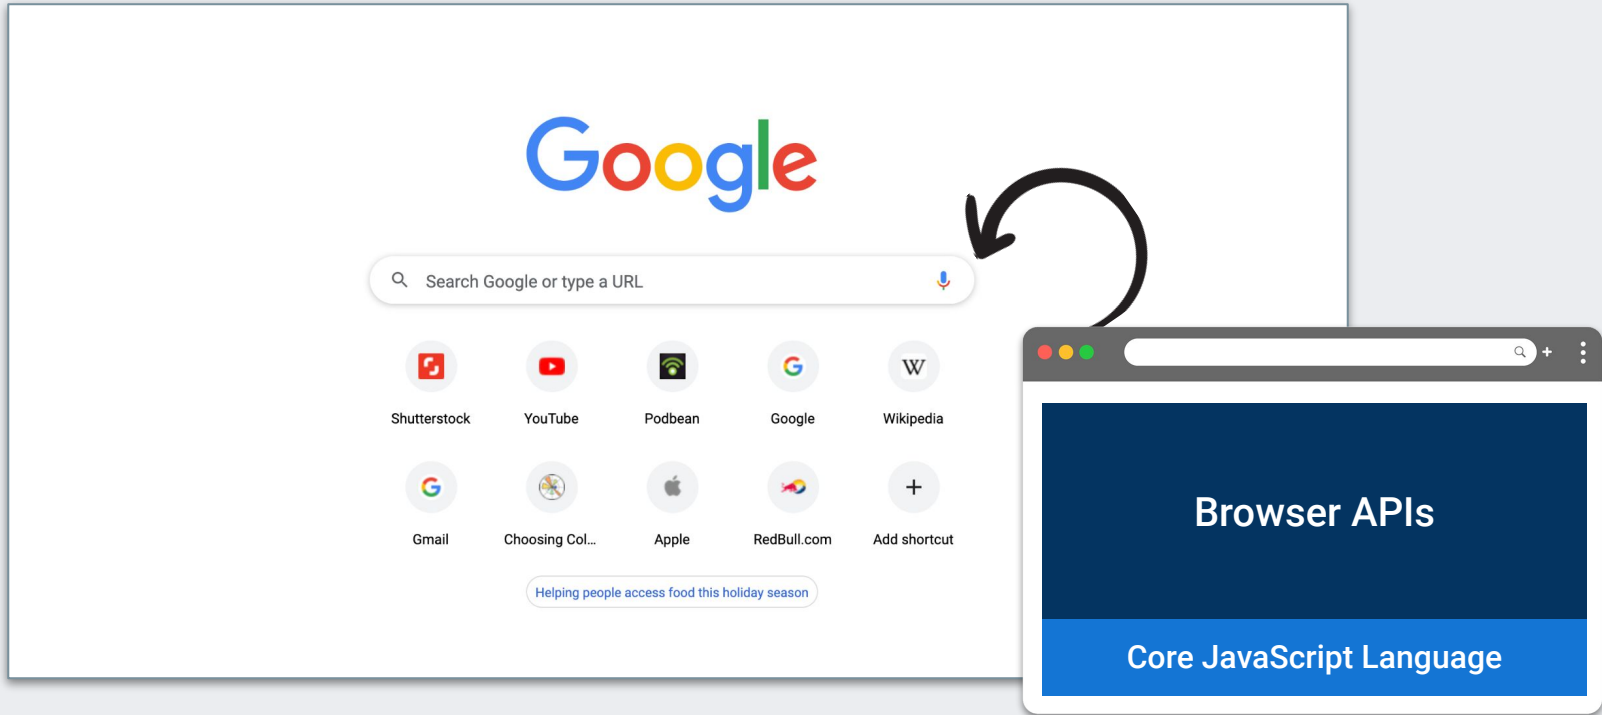 Google
Search Google or type a URL
Shutterstock YouTube Podbean Google Wikipedia
Gmail Choosing Col... Apple RedBull.com Add shortcut
Helping people access food this holiday season
Browser APIs
Core JavaScript Language